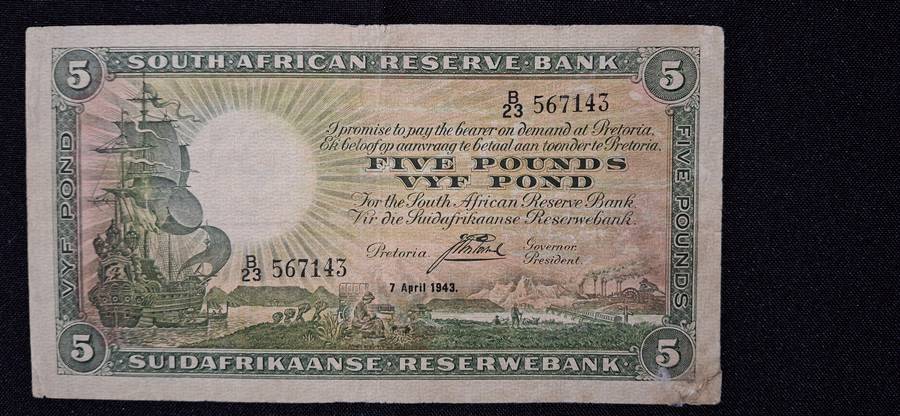 5 · SOUTH · AFRICAN · RESERVE · BANK · 5
B/23 567143
I promise to pay the bearer on demand at Pretoria.
Ek beloof op aanvraag te betaal aan toonder te Pretoria.
FIVE POUNDS
VYF POND
For the South African Reserve Bank.
Vir die Suidafrikaanse Reserwebank.
Pretoria. Governor.
President.
B/23 567143
7 April 1943.
VYF POND
FIVE POUNDS
5 · SUIDAFRIKAANSE · RESERWEBANK · 5